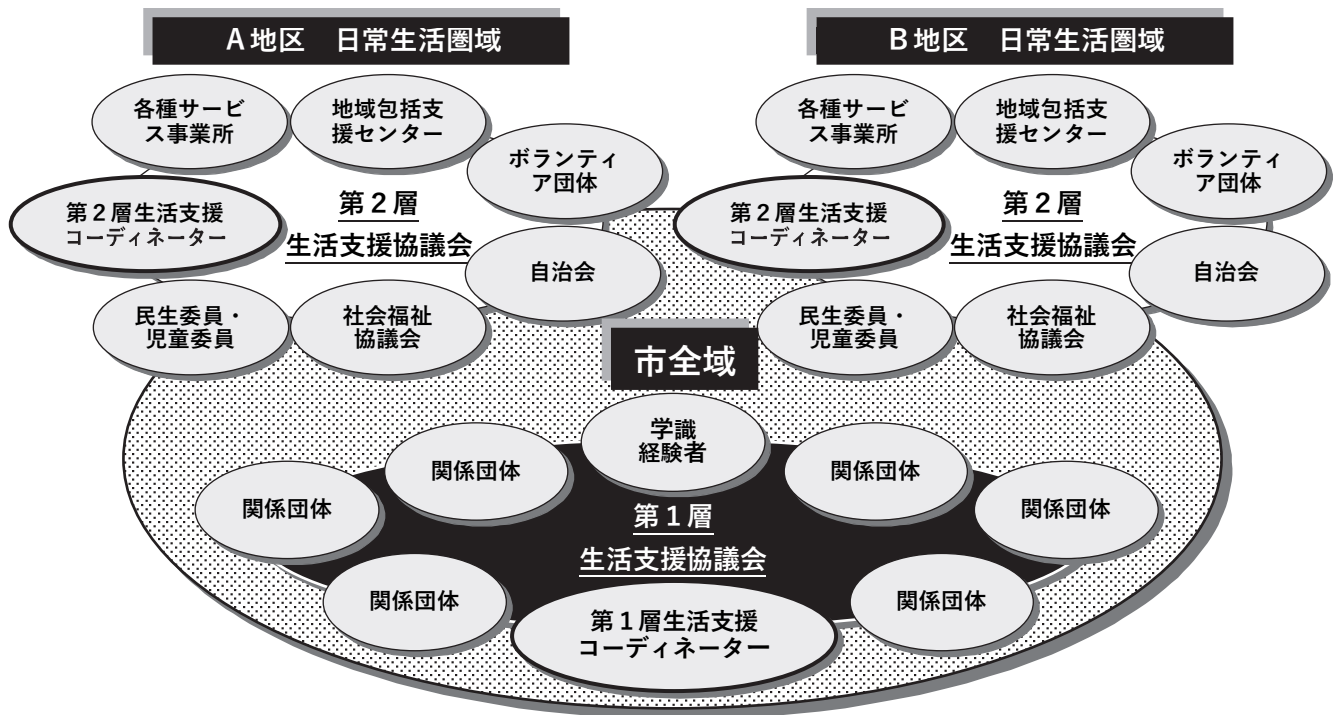 A地区 日常生活圏域
各種サービ
ス事業所
地域包括支
援センター
ボランティ
ア団体
第2層生活支援
コーディネーター
第2層
生活支援協議会
自治会
民生委員・
児童委員
社会福祉
協議会
B地区 日常生活圏域
各種サービ
ス事業所
地域包括支
援センター
ボランティ
ア団体
第2層生活支援
コーディネーター
第2層
生活支援協議会
自治会
民生委員・
児童委員
社会福祉
協議会
市全域
学識
経験者
関係団体
関係団体
関係団体
関係団体
第1層
生活支援協議会
関係団体
関係団体
第1層生活支援
コーディネーター